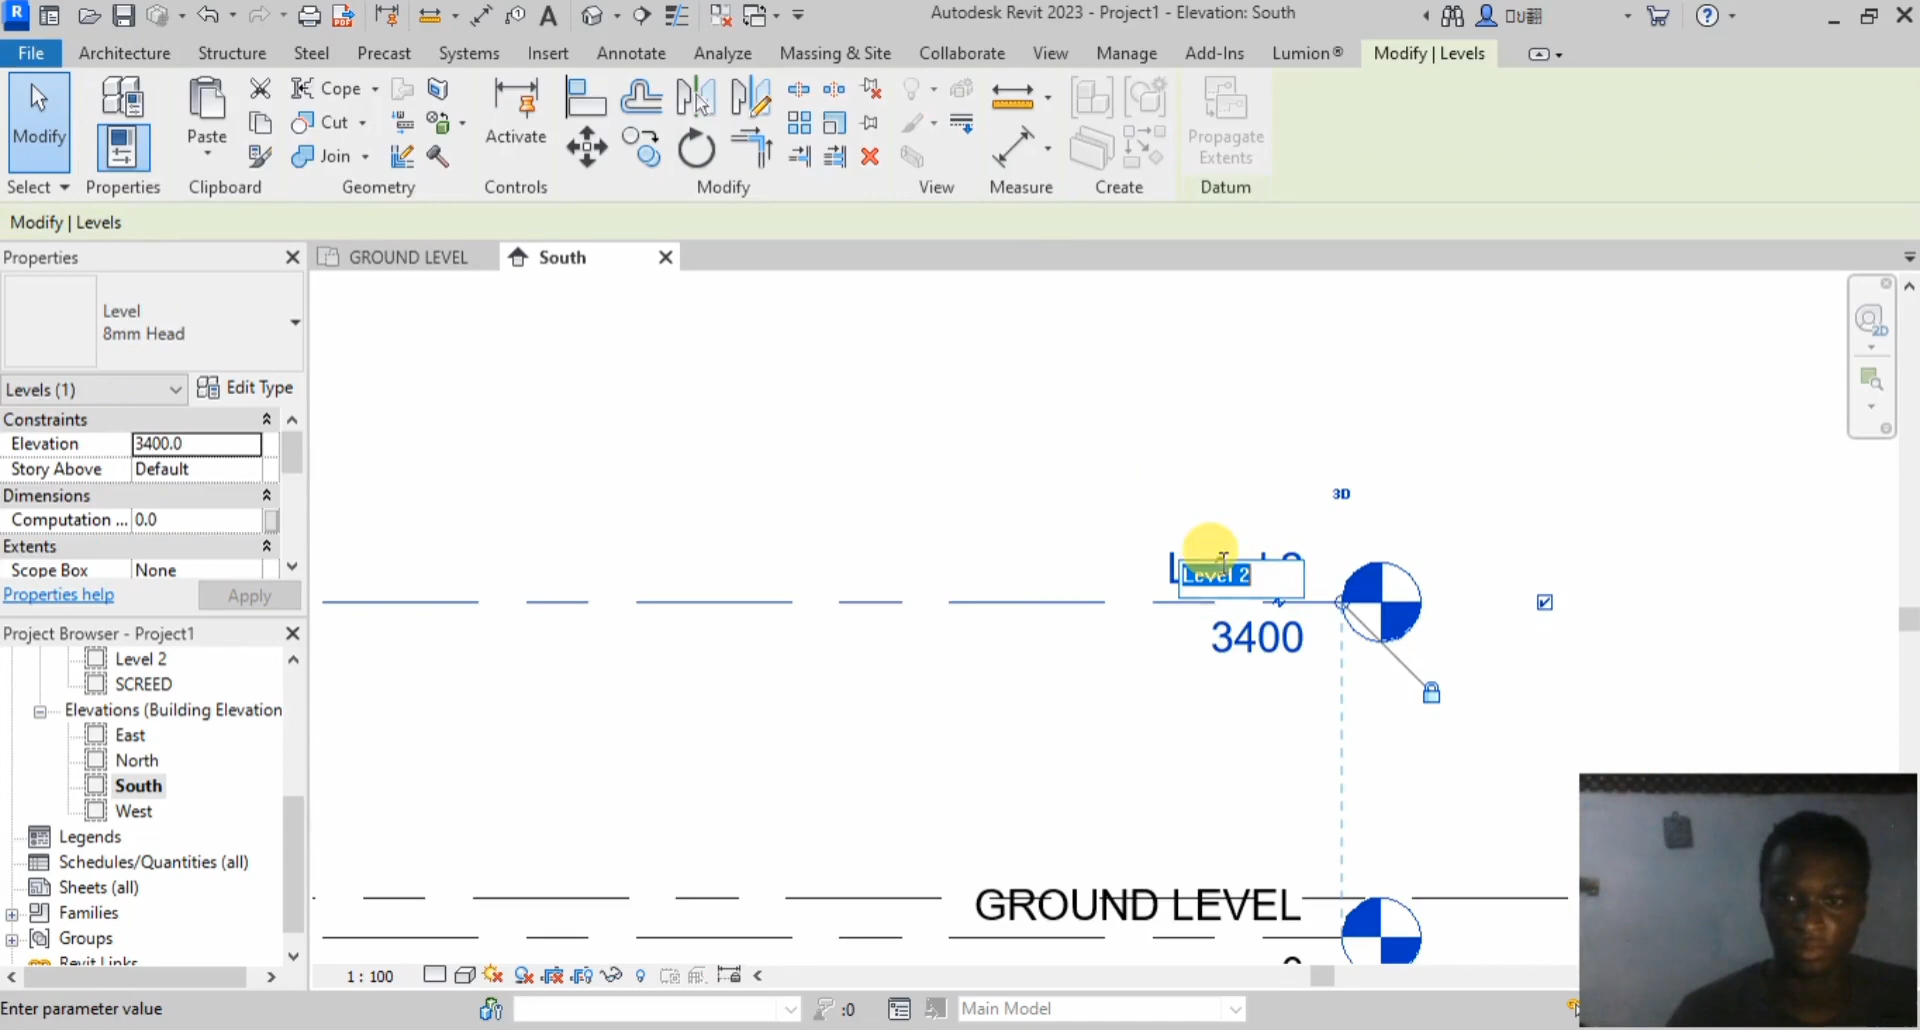 R
PDF
A
Autodesk Revit 2023 - Project1 - Elevation: South
File
Architecture
Structure
Steel
Precast
Systems
Insert
Annotate
Analyze
Massing & Site
Collaborate
View
Manage
Add-Ins
Lumion®
Modify | Levels
Modify
Paste
Cope
Cut
Join
Activate
Propagate
Extents
Select
Properties
Clipboard
Geometry
Controls
Modify
View
Measure
Create
Datum
Modify | Levels
Properties
GROUND LEVEL
South
Level
8mm Head
Levels (1)
Edit Type
Constraints
Elevation 3400.0
Story Above Default
Dimensions
Computation ... 0.0
Extents
Scope Box None
Properties help
Apply
Project Browser - Project1
Level 2
SCREED
Elevations (Building Elevation
East
North
South
West
Legends
Schedules/Quantities (all)
Sheets (all)
Families
Groups
Revit Links
2D
3D
Level 2
3400
GROUND LEVEL
0
1 : 100
Enter parameter value
:0
Main Model